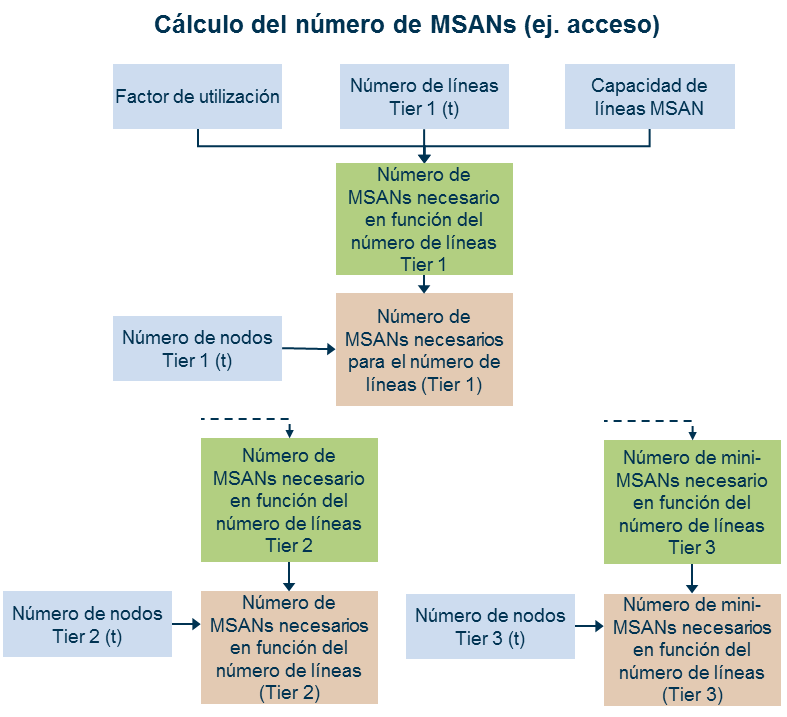 Cálculo del número de MSANs (ej. acceso)
Factor de utilización
Número de líneas
Tier 1 (t)
Capacidad de
líneas MSAN
Número de
MSANs necesario
en función del
número de líneas
Tier 1
Número de nodos
Tier 1 (t)
Número de
MSANs necesarios
para el número de
líneas (Tier 1)
Número de
MSANs necesario
en función del
número de líneas
Tier 2
Número de mini-
MSANs necesario
en función del
número de líneas
Tier 3
Número de nodos
Tier 2 (t)
Número de
MSANs necesarios
en función del
número de líneas
(Tier 2)
Número de nodos
Tier 3 (t)
Número de mini-
MSANs necesarios
en función del
número de líneas
(Tier 3)